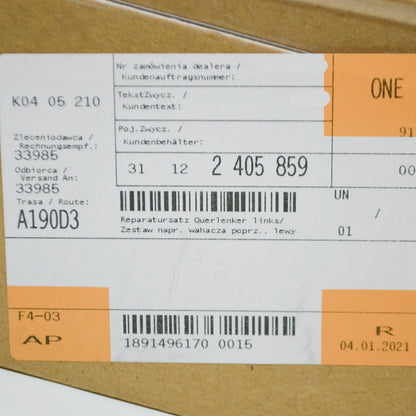 Nr zamówienia dealera /
Kundenauftragsnummer:
K04 05 210
TekstZwycz. /
Kundentext:
ONE
91
Zleceniodawca /
Rechnungsempf.:
33985
Poj.Zwycz. /
Kundenbehälter:
Odbiorca /
Versand An:
33985
31 12 2 405 859
00
Trasa / Route:
A190D3
UN
/
01
Reparatursatz Querlenker links/
Zestaw napr. wahacza poprz.. lewy
F4-03
AP
1891496170 0015
R
04.01.2021